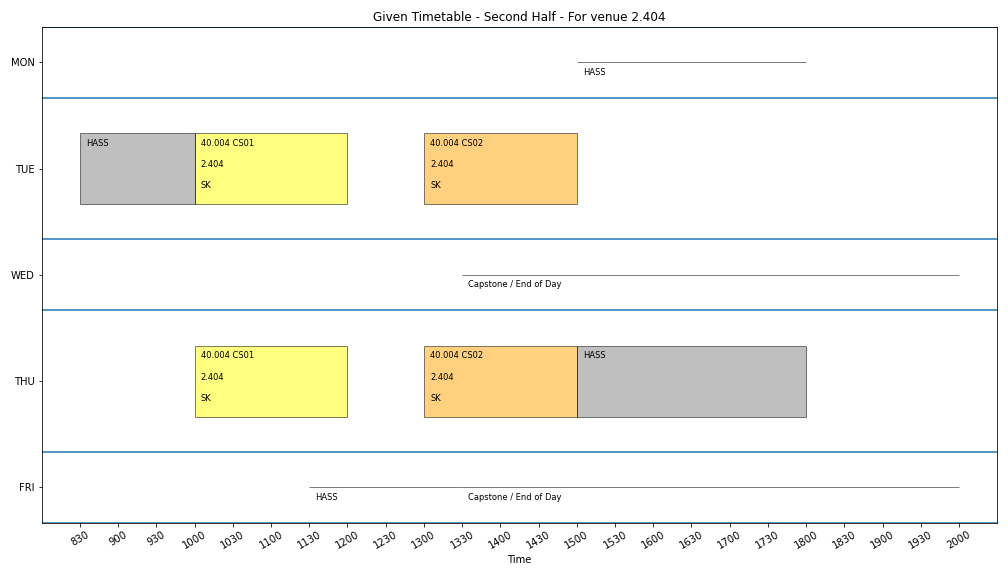 Given Timetable - Second Half - For venue 2.404
MON
HASS
TUE
HASS
40.004 CS01
2.404
SK
40.004 CS02
2.404
SK
WED
Capstone / End of Day
THU
40.004 CS01
2.404
SK
40.004 CS02
2.404
SK
HASS
FRI
HASS
Capstone / End of Day
830 900 930 1000 1030 1100 1130 1200 1230 1300 1330 1400 1430 1500 1600 1630 1700 1730 1800 1830 1900 1930 2000
Time